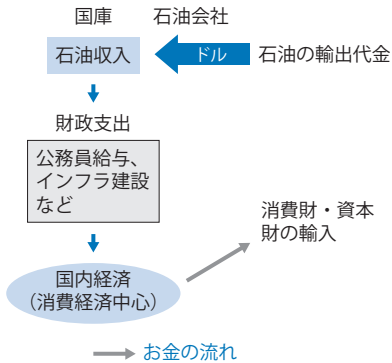 国庫 石油会社
石油収入 ドル 石油の輸出代金
財政支出
公務員給与、
インフラ建設
など
消費財・資本
財の輸入
国内経済
（消費経済中心）
お金の流れ